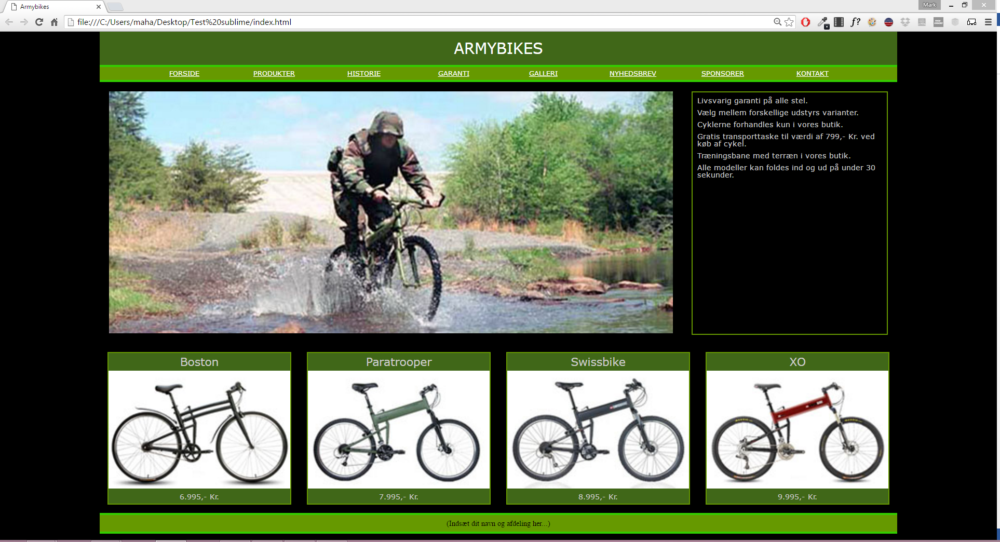 Armybikes
Mark
file:///C:/Users/maha/Desktop/Test%20sublime/index.html
f?
ARMYBIKES
FORSIDE PRODUKTER HISTORIE GARANTI GALLERI NYHEDSBREV SPONSORER KONTAKT
Livsvarig garanti på alle stel.
Vælg mellem forskellige udstyrs varianter.
Cyklerne forhandles kun i vores butik.
Gratis transporttaske til værdi af 799,- Kr. ved
køb af cykel.
Træningsbane med terræn i vores butik.
Alle modeller kan foldes ind og ud på under 30
sekunder.
Boston Paratrooper Swissbike XO
6.995,- Kr. 7.995,- Kr. 8.995,- Kr. 9.995,- Kr.
(Indsæt dit navn og afdeling her...)